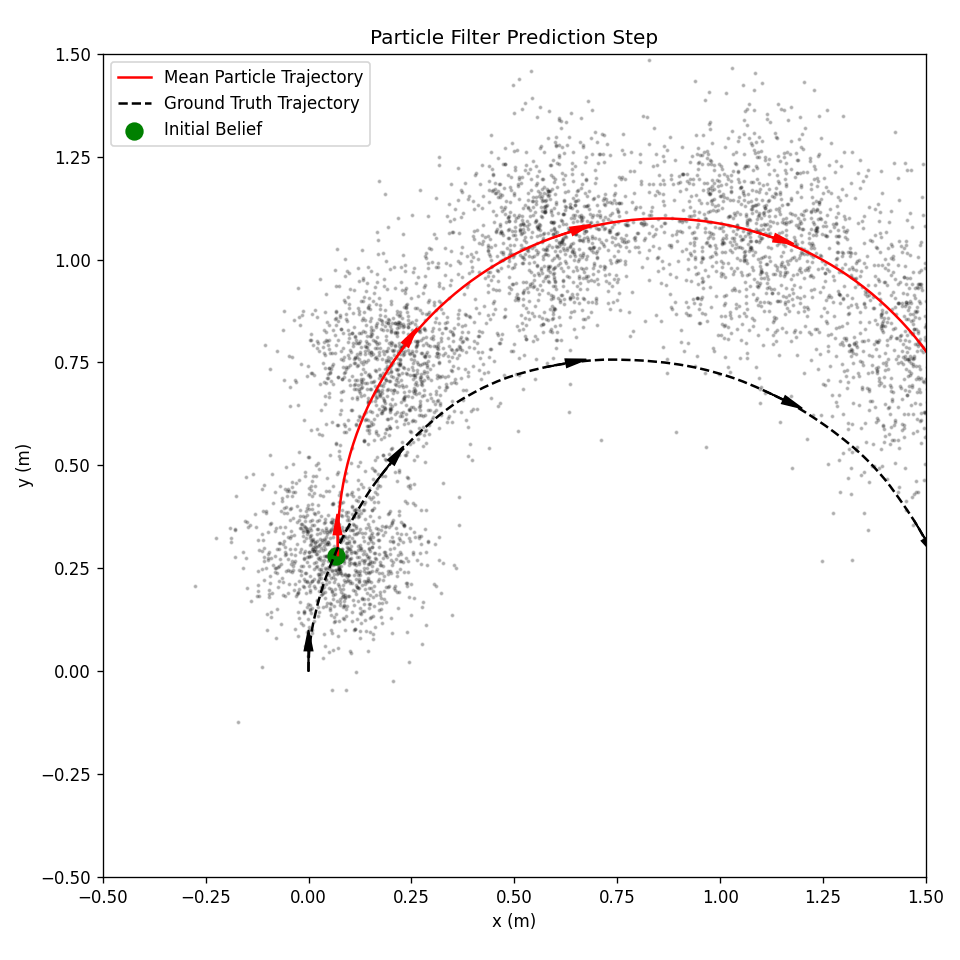 Particle Filter Prediction Step
Mean Particle Trajectory
Ground Truth Trajectory
Initial Belief
1.50
1.25
1.00
0.75
0.50
0.25
0.00
−0.25
−0.50
y (m)
−0.50 −0.25 0.00 0.25 0.50 0.75 1.00 1.25 1.50
x (m)